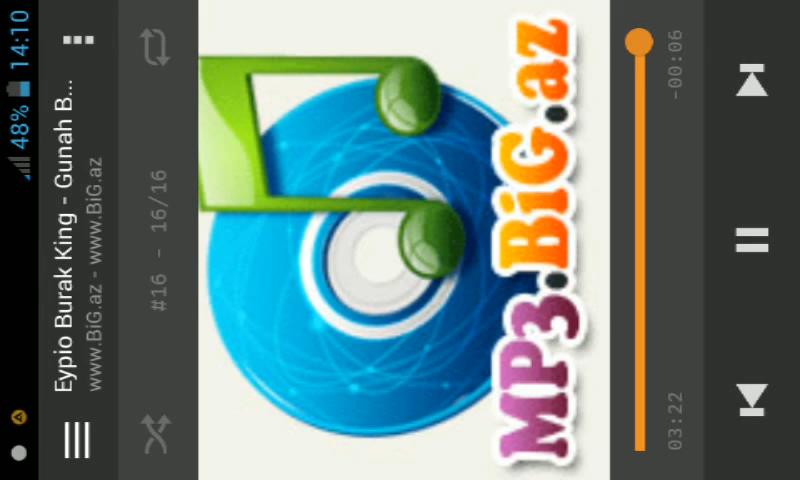 48% 14:10
Eypio Burak King - Gunah B...
www.BiG.az - www.BiG.az
#16 - 16/16
MP3.BiG.az
03:22 -00:06